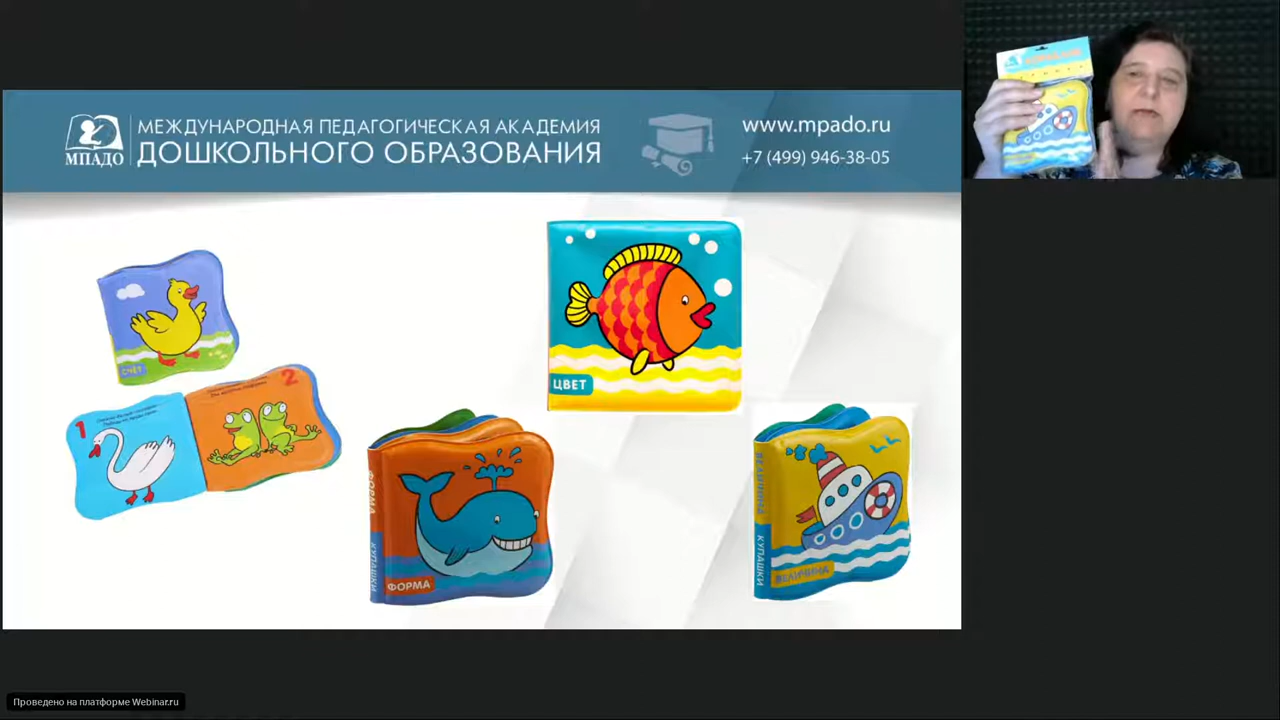 МПАДО
МЕЖДУНАРОДНАЯ ПЕДАГОГИЧЕСКАЯ АКАДЕМИЯ
ДОШКОЛЬНОГО ОБРАЗОВАНИЯ
www.mpado.ru
+7 (499) 946-38-05
СЧЁТ
1
2
ЦВЕТ
ФОРМА
КУПАШКИ
ФОРМА
ВЕЛИЧИНА
КУПАШКИ
ВЕЛИЧИНА
Проведено на платформе Webinar.ru